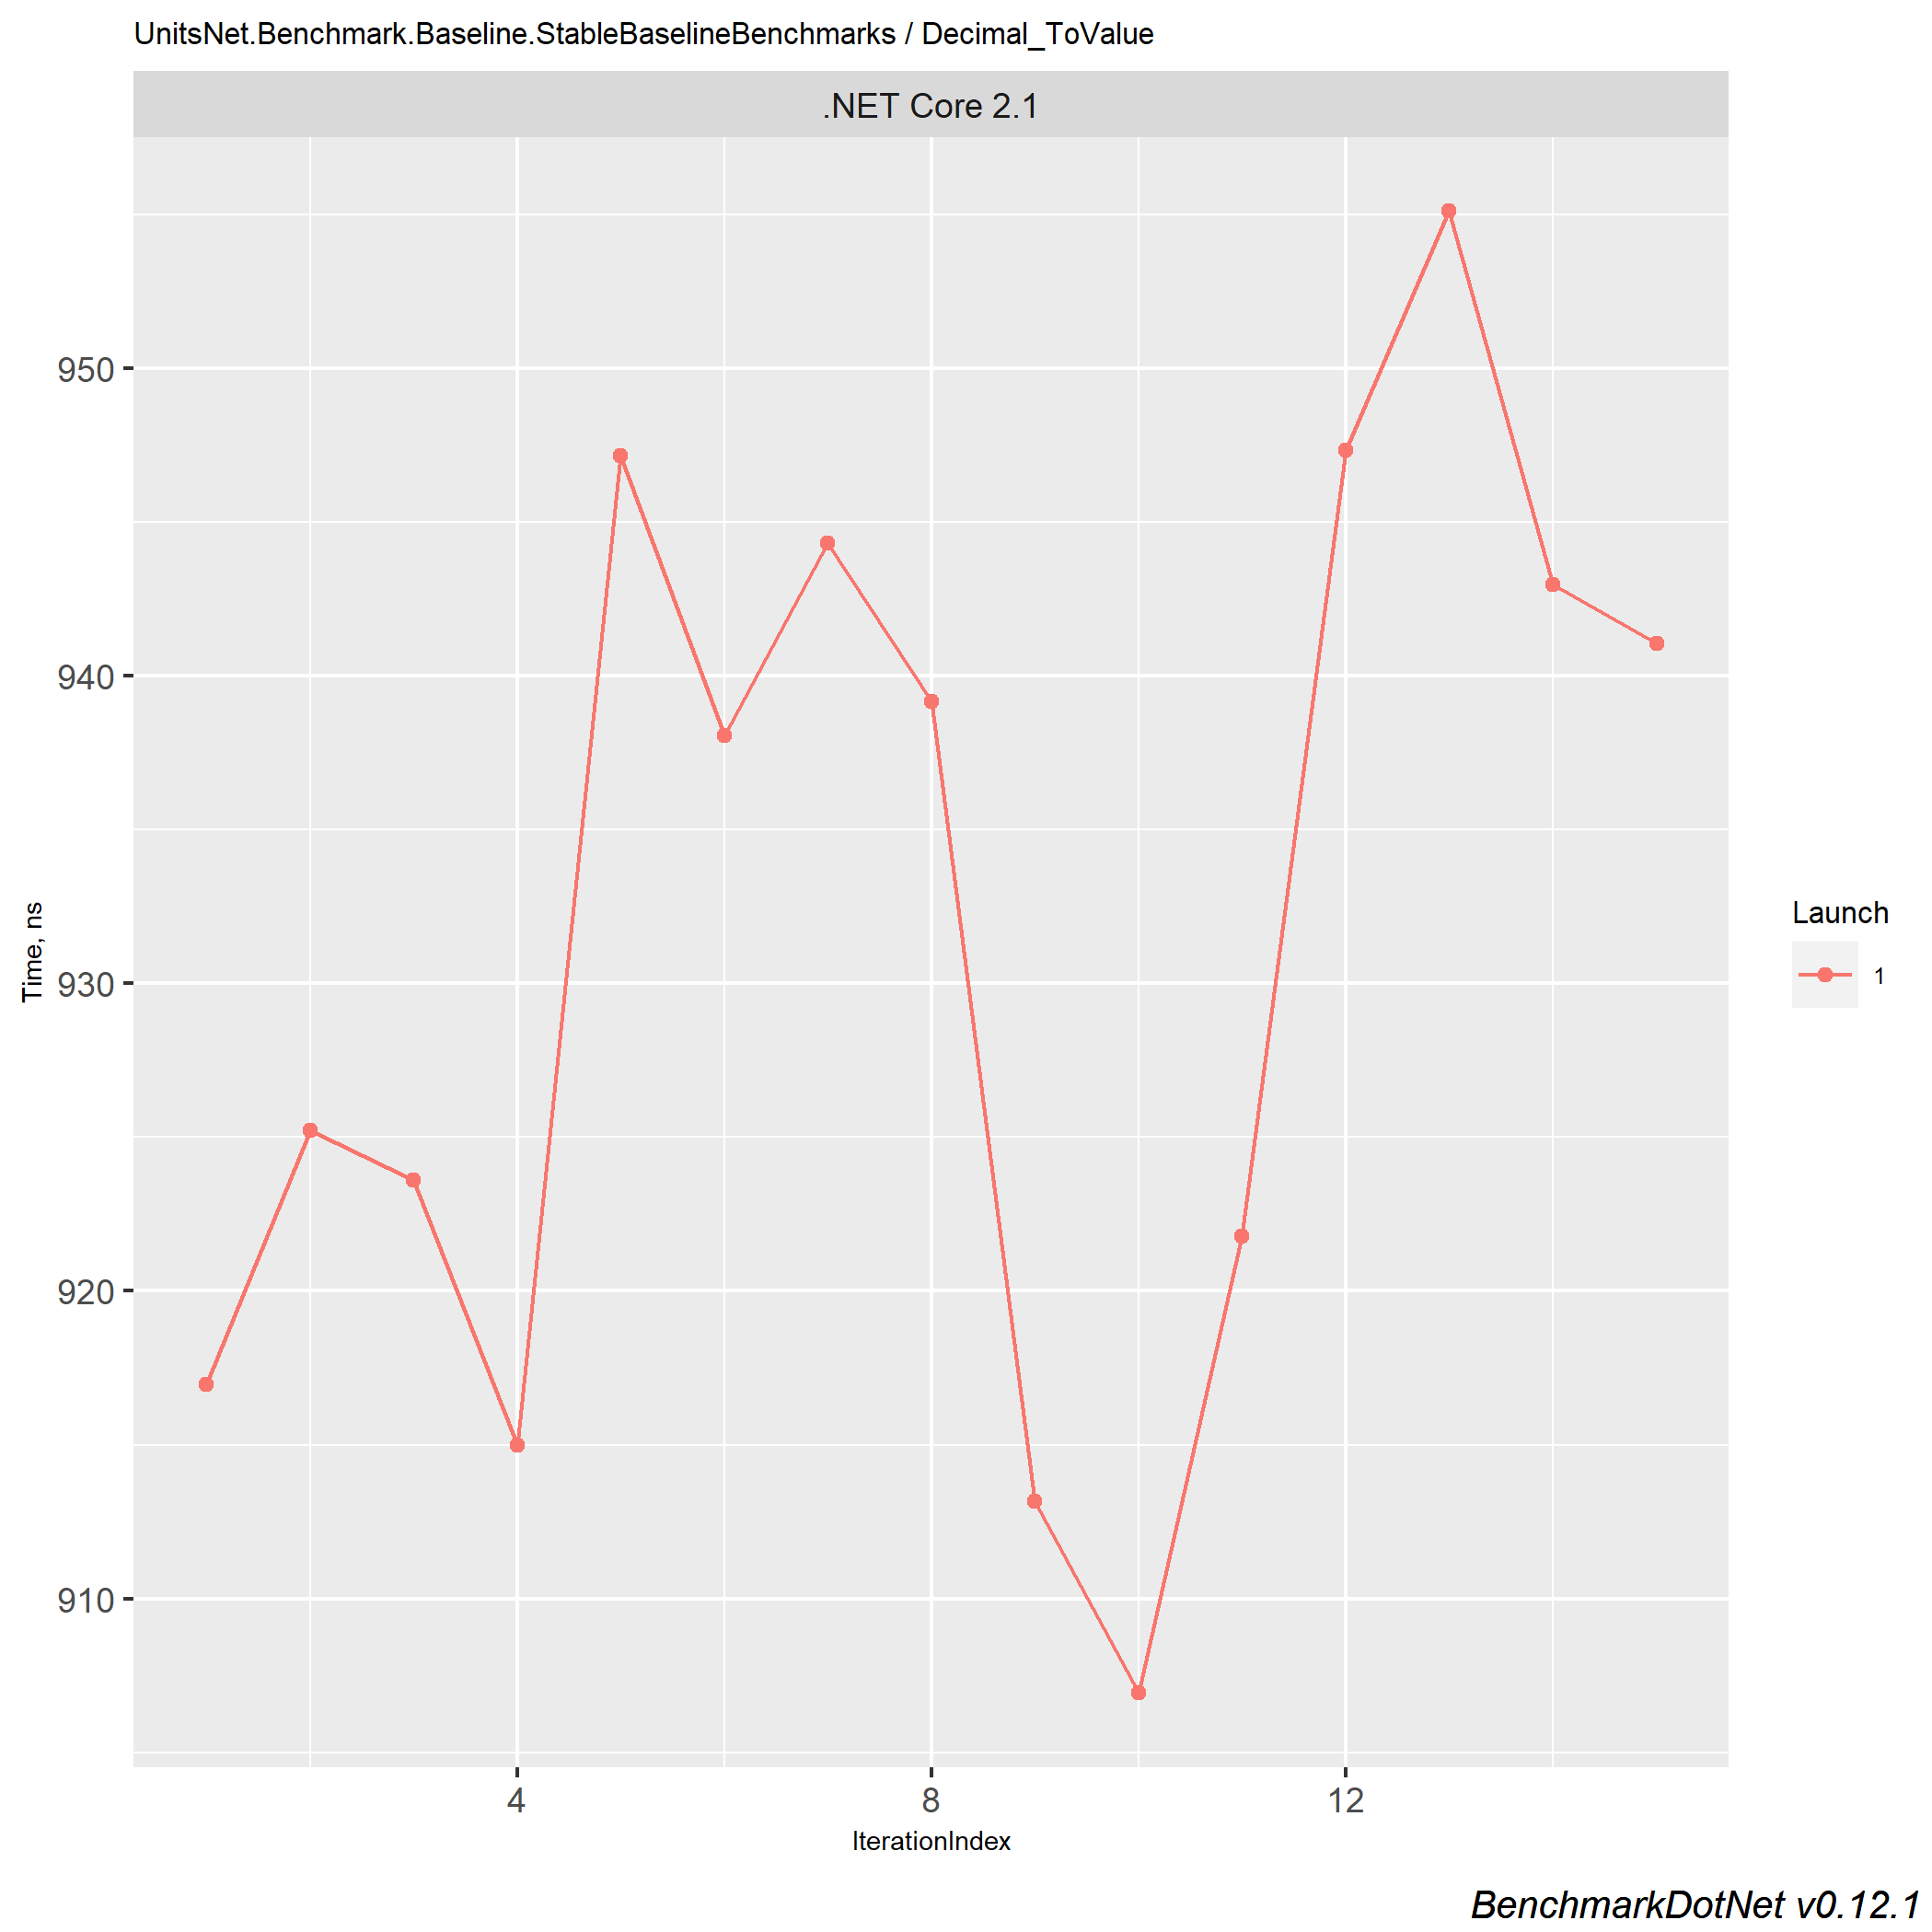 UnitsNet.Benchmark.Baseline.StableBaselineBenchmarks / Decimal_ToValue
.NET Core 2.1
950
940
930
920
910
Time, ns
4 8 12
IterationIndex
Launch
1
BenchmarkDotNet v0.12.1